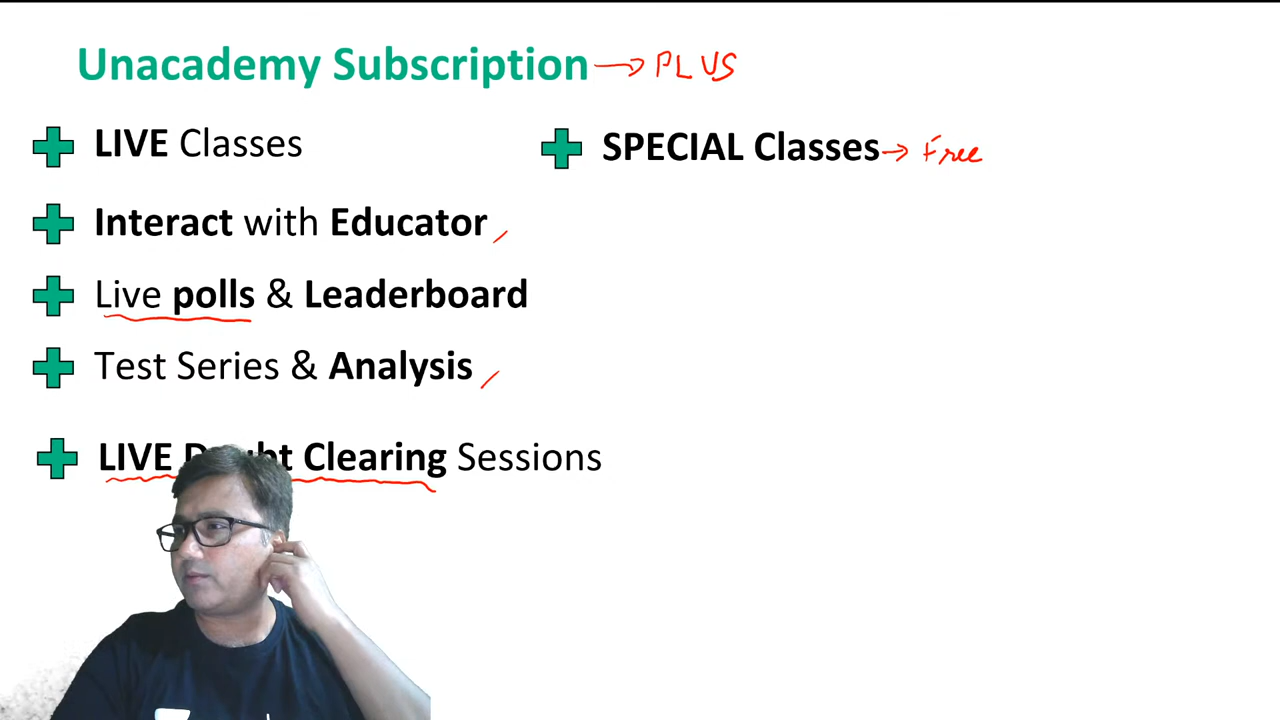 Unacademy Subscription → PLUS
LIVE Classes
Interact with Educator
Live polls & Leaderboard
Test Series & Analysis
LIVE Doubt Clearing Sessions
SPECIAL Classes → Free